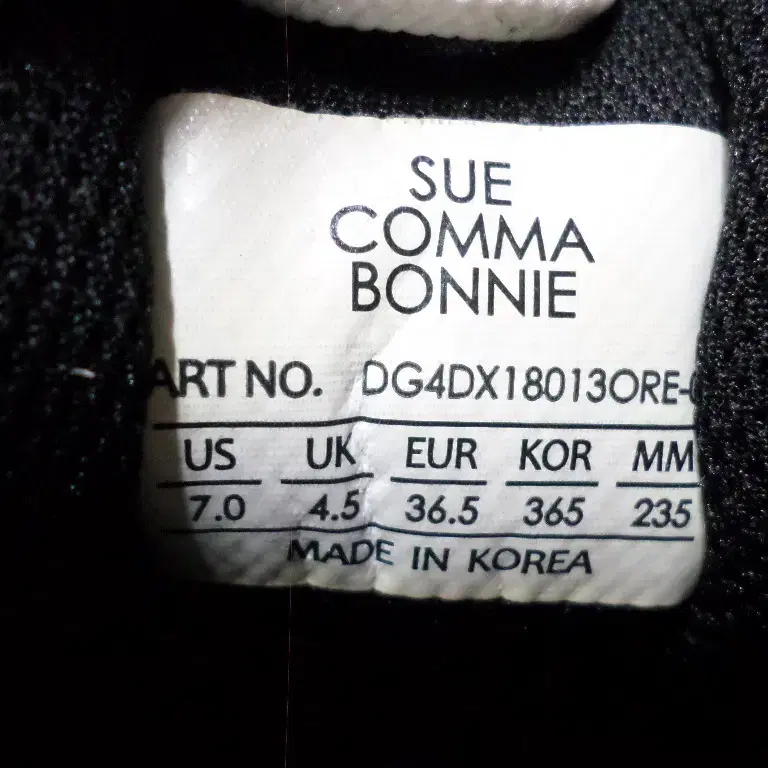 SUE
COMMA
BONNIE
ART NO. DG4DX18013ORE-
US UK EUR KOR MM
7.0 4.5 36.5 365 235
MADE IN KOREA